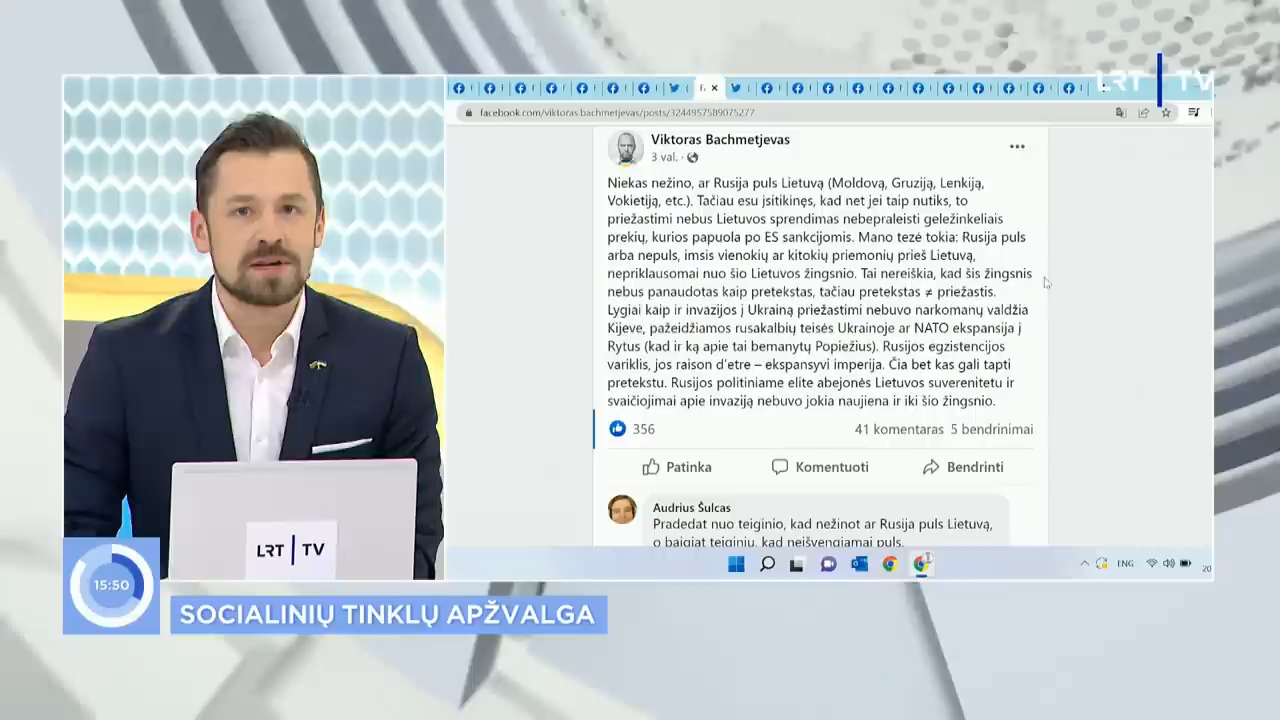 LRT TV
facebook.com/viktoras.bachmetjevas/posts/3244957589075277
Viktoras Bachmetjevas
3 val. ·
Niekas nežino, ar Rusija puls Lietuvą (Moldovą, Gruziją, Lenkiją,
Vokietiją, etc.). Tačiau esu įsitikinęs, kad net jei taip nutiks, to
priežastimi nebus Lietuvos sprendimas nebepraleisti geležinkeliais
prekių, kurios papuola po ES sankcijomis. Mano tezė tokia: Rusija puls
arba nepuls, imsis vienokių ar kitokių priemonių prieš Lietuvą,
nepriklausomai nuo šio Lietuvos žingsnio. Tai nereiškia, kad šis žingsnis
nebus panaudotas kaip pretekstas, tačiau pretekstas ≠ priežastis.
Lygiai kaip ir invazijos į Ukrainą priežastimi nebuvo narkomanų valdžia
Kijeve, pažeidžiamos rusakalbių teisės Ukrainoje ar NATO ekspansija į
Rytus (kad ir ką apie tai bemanytų Popiežius). Rusijos egzistencijos
variklis, jos raison d'etre – ekspansyvi imperija. Čia bet kas gali tapti
pretekstu. Rusijos politiniame elite abejonės Lietuvos suverenitetu ir
svaičiojimai apie invaziją nebuvo jokia naujiena ir iki šio žingsnio.
356
41 komentaras 5 bendrinimai
Patinka Komentuoti Bendrinti
Audrius Šulcas
Pradedat nuo teiginio, kad nežinot ar Rusija puls Lietuvą,
o baigiat teiginiu, kad neišvengiamai puls.
ENG
20
LRT TV
15:50
SOCIALINIŲ TINKLŲ APŽVALGA